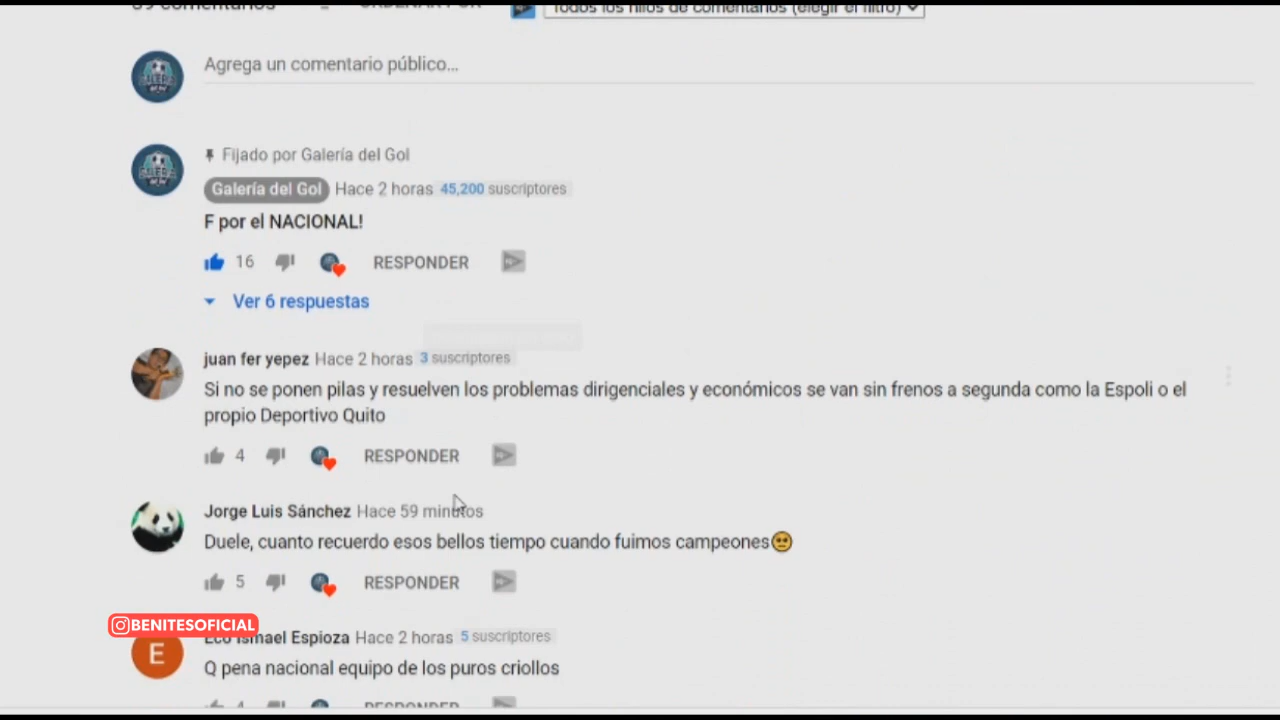 comentarios
ORDENAR POR
Todos los hilos de comentarios (elegir el filtro)
Agrega un comentario público...
Fijado por Galería del Gol
Galería del Gol Hace 2 horas 45,200 suscriptores
F por el NACIONAL!
16 RESPONDER
Ver 6 respuestas
juan fer yepez Hace 2 horas 3 suscriptores
Si no se ponen pilas y resuelven los problemas dirigenciales y económicos se van sin frenos a segunda como la Espoli o el
propio Deportivo Quito
4 RESPONDER
Jorge Luis Sánchez Hace 59 minutos
Duele, cuanto recuerdo esos bellos tiempo cuando fuimos campeones🥺
5 RESPONDER
BENITESOFICIAL
Eco Ismael Espioza Hace 2 horas 5 suscriptores
E
Q pena nacional equipo de los puros criollos
4 RESPONDER